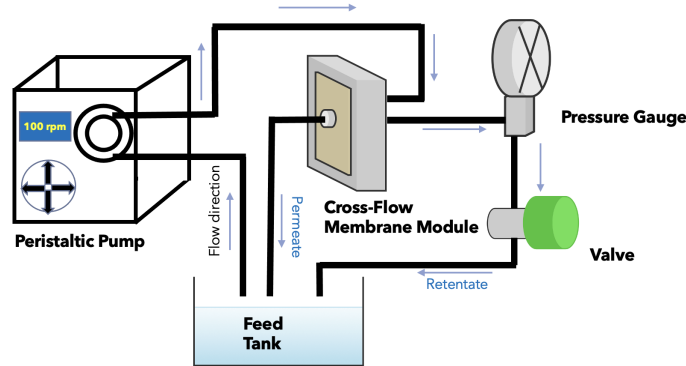 100 rpm
Peristaltic Pump
Flow direction
Permeate
Cross-Flow
Membrane Module
Pressure Gauge
Valve
Retentate
Feed
Tank